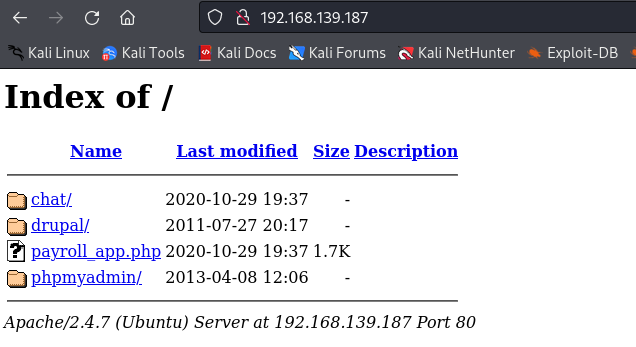 192.168.139.187
Kali Linux Kali Tools Kali Docs Kali Forums Kali NetHunter Exploit-DB
Index of /
Name Last modified Size Description
chat/ 2020-10-29 19:37 -
drupal/ 2011-07-27 20:17 -
payroll_app.php 2020-10-29 19:37 1.7K
phpmyadmin/ 2013-04-08 12:06 -
Apache/2.4.7 (Ubuntu) Server at 192.168.139.187 Port 80